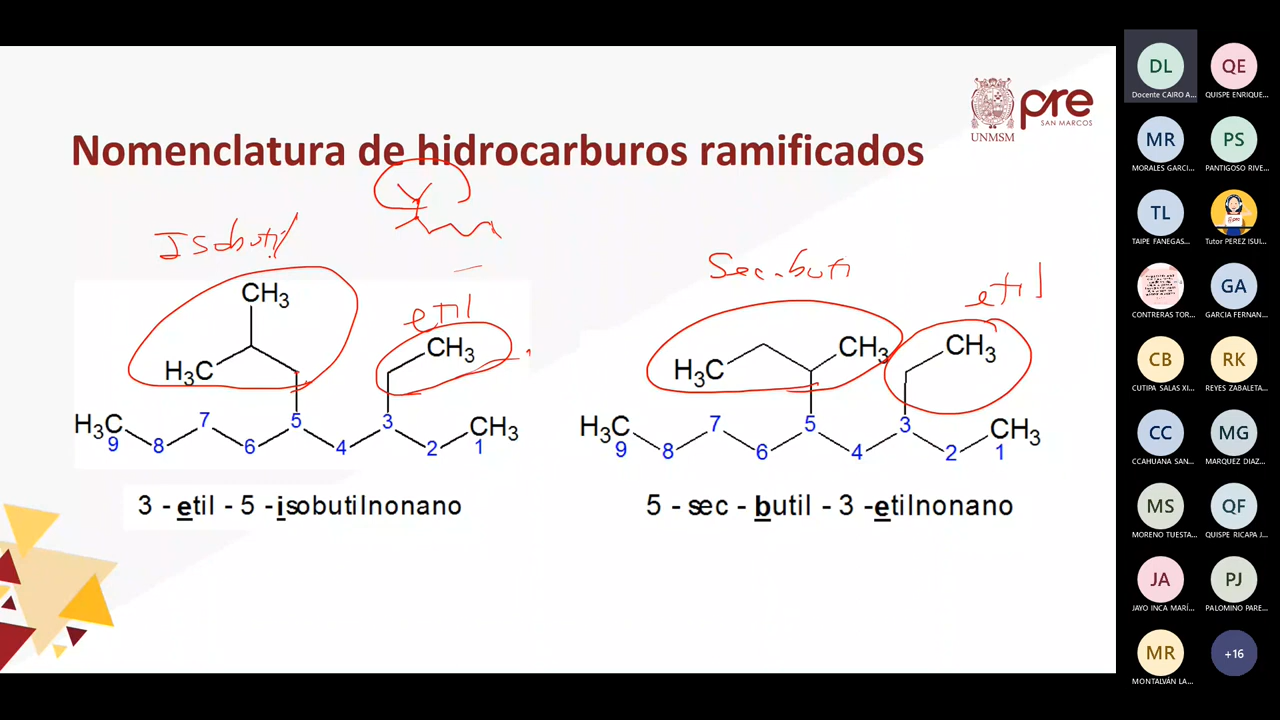 pre
SAN MARCOS
UNMSM
Nomenclatura de hidrocarburos ramificados
Isobutil
etil
CH3
H3C
CH3
H3C
9
8
7
6
5
4
3
2
CH3
1
3 - etil - 5 - isobutilnonano
Sec-buti
etil
H3C
CH3
CH3
H3C
9
8
7
6
5
4
3
2
CH3
1
5 - sec - butil - 3 - etilnonano
DL
Docente CAIRO A...
QE
QUISPE ENRIQUE...
MR
MORALES GARCI...
PS
PANTIGOSO RIVE...
TL
TAIPE FANEGAS...
Tutor PEREZ ISUI...
CONTRERAS TOR...
GA
GARCIA FERNAN...
CB
CUTIPA SALAS XI...
RK
REYES ZABALETA...
CC
CCAHUANA SAN...
MG
MARQUEZ DIAZ...
MS
MORENO TUESTA...
QF
QUISPE RICAPA J...
JA
JAYO INCA MARÍ...
PJ
PALOMINO PARE...
MR
MONTALVÁN LA...
+16